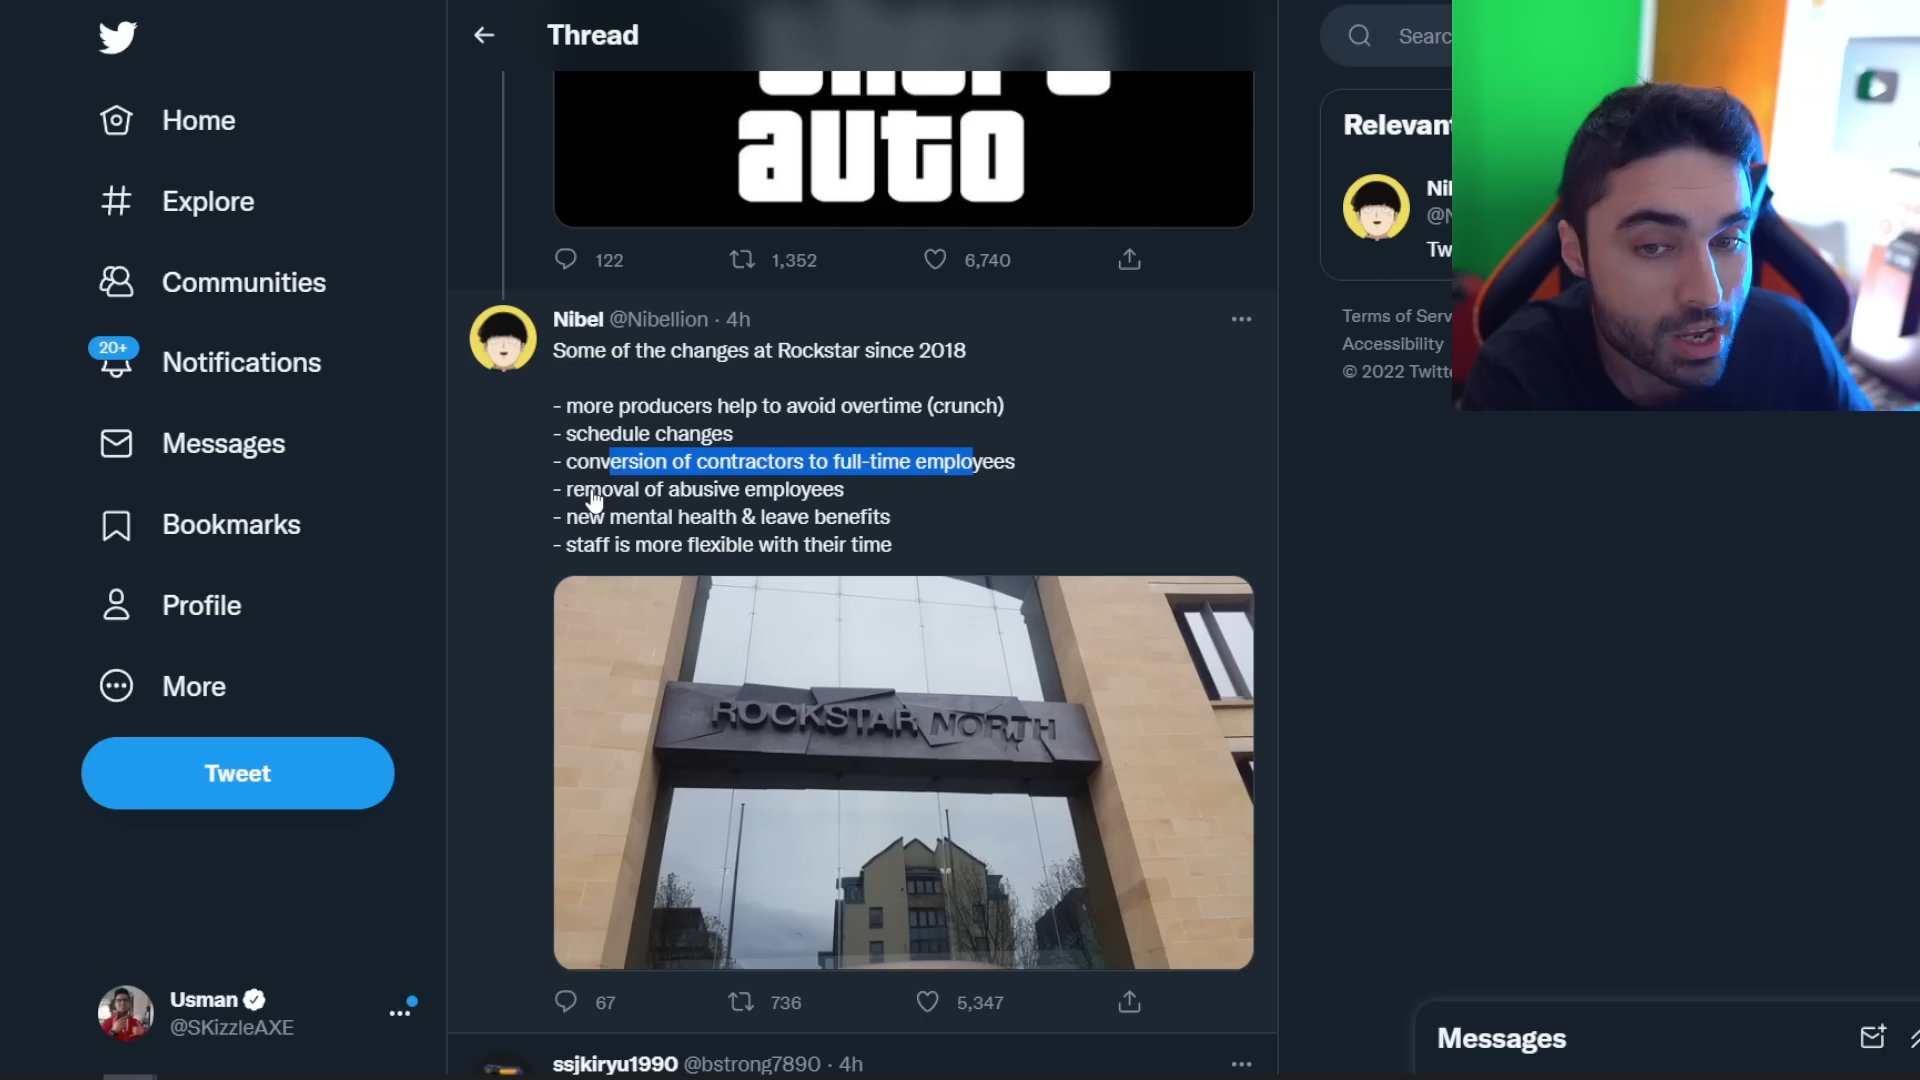 Thread
auto
122 1,352 6,740
Home
Explore
Communities
20+
Notifications
Messages
Bookmarks
Profile
More
Tweet
Usman
@SKizzleAXE
Nibel @Nibellion · 4h
Some of the changes at Rockstar since 2018
- more producers help to avoid overtime (crunch)
- schedule changes
- conversion of contractors to full-time employees
- removal of abusive employees
- new mental health & leave benefits
- staff is more flexible with their time
ROCKSTAR NORTH
67 736 5,347
ssjkiryu1990 @bstrong7890 · 4h
Searc
Relevan
Ni
@N
Tw
Terms of Serv
Accessibility
© 2022 Twitte
Messages